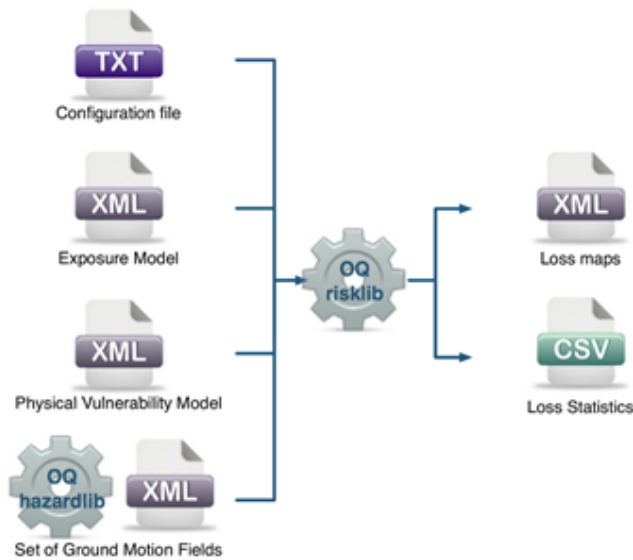 TXT
Configuration file
XML
Exposure Model
XML
Physical Vulnerability Model
OQ
hazardlib
XML
Set of Ground Motion Fields
OQ
risklib
XML
Loss maps
CSV
Loss Statistics